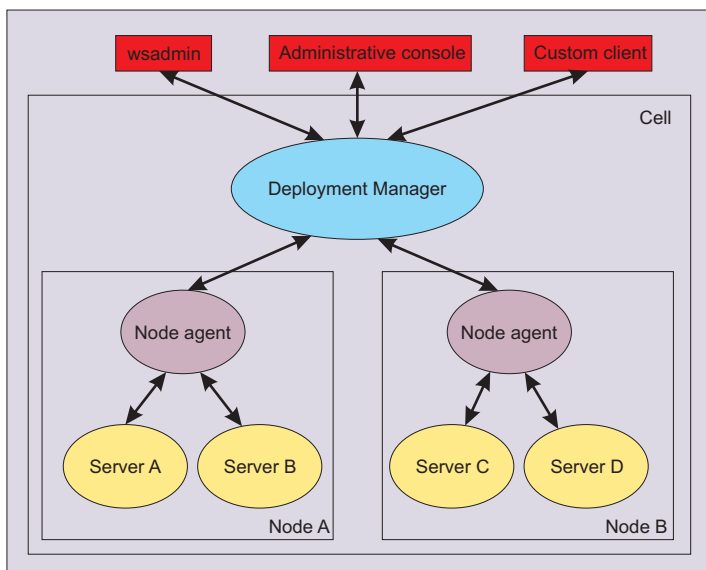 wsadmin
Administrative console
Custom client
Cell
Deployment Manager
Node agent
Node agent
Server A
Server B
Server C
Server D
Node A
Node B